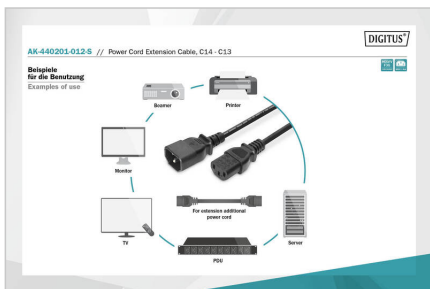 DIGITUS®
AK-440201-012-S // Power Cord Extension Cable, C14 - C13
Beispiele
für die Benutzung
Examples of use
Beamer
Printer
Monitor
For extension additional
power cord
TV
Server
PDU